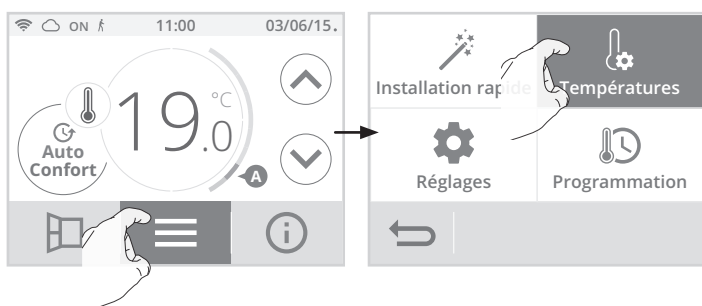 ON 11:00 03/06/15.
19.0 °C
Auto
Confort
A
Installation rapide
Températures
Réglages
Programmation